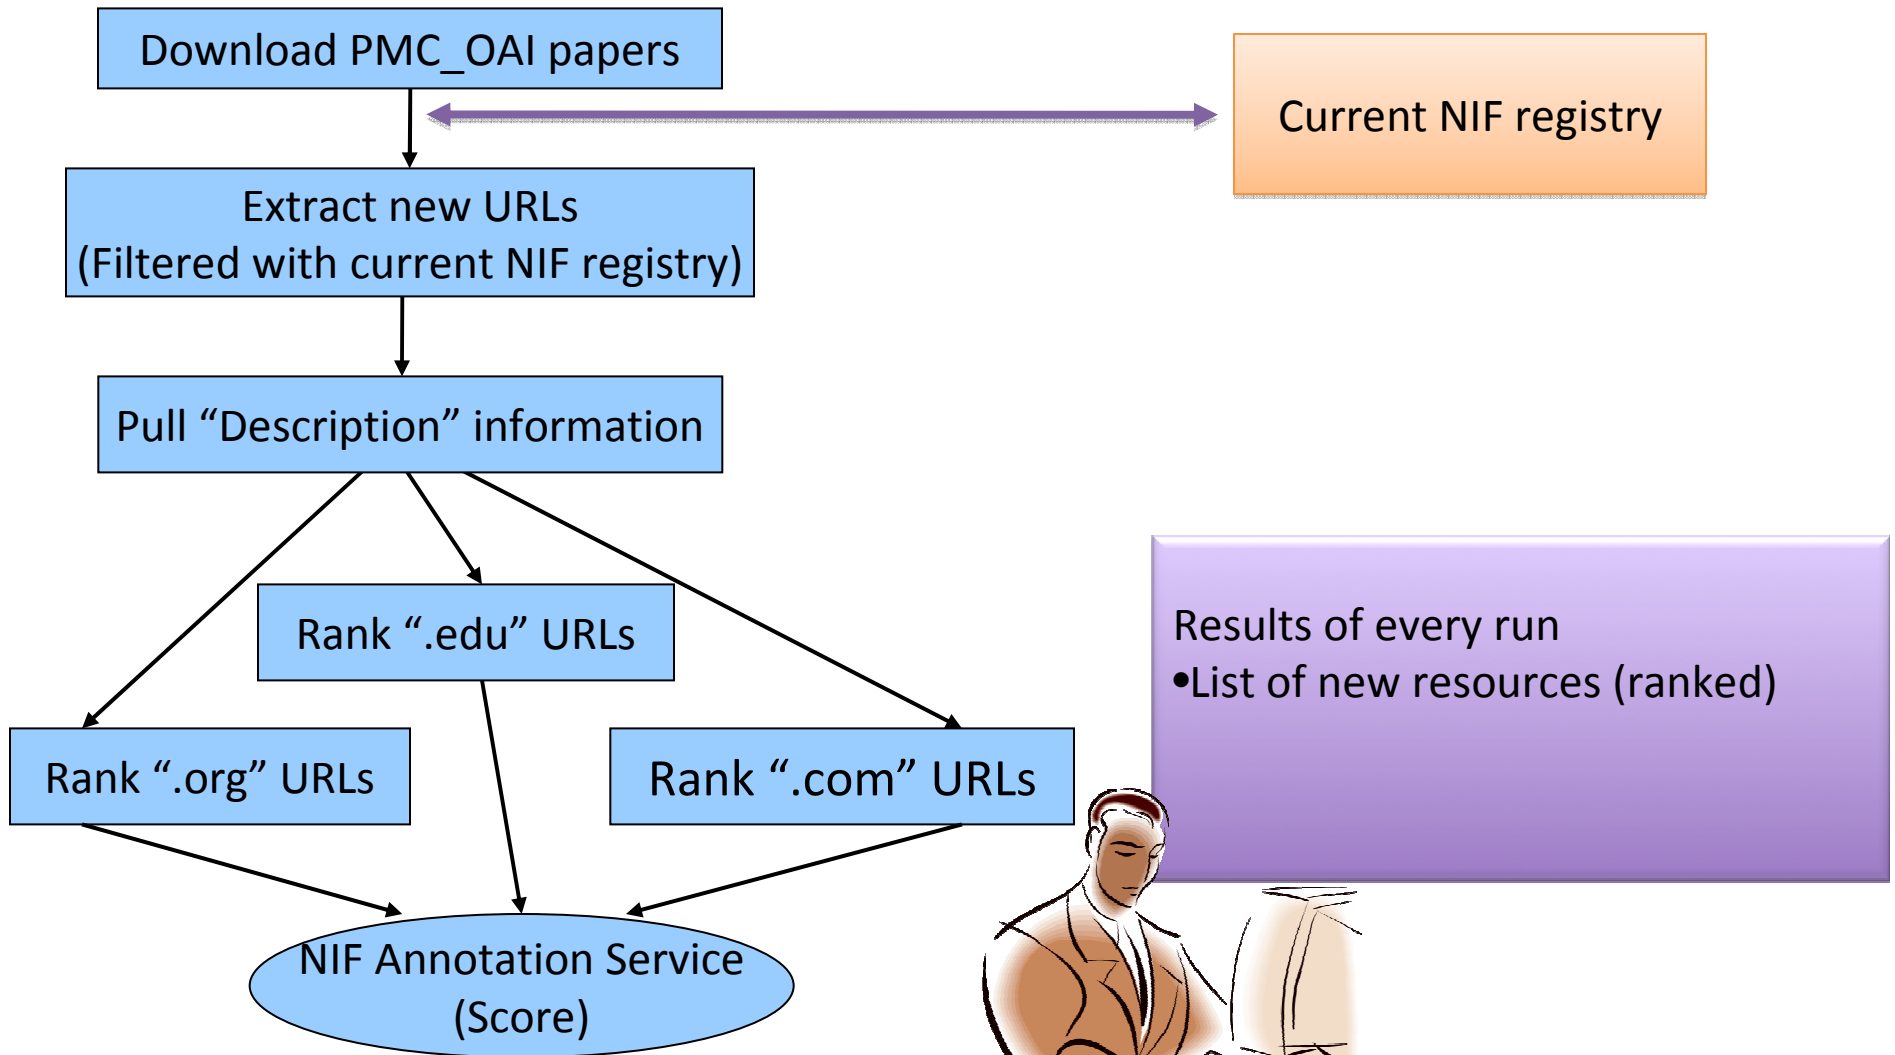 Download PMC_OAI papers
Current NIF registry
Extract new URLs
(Filtered with current NIF registry)
Pull “Description” information
Rank “.edu” URLs
Rank “.org” URLs
Rank “.com” URLs
NIF Annotation Service
(Score)
Results of every run
•List of new resources (ranked)